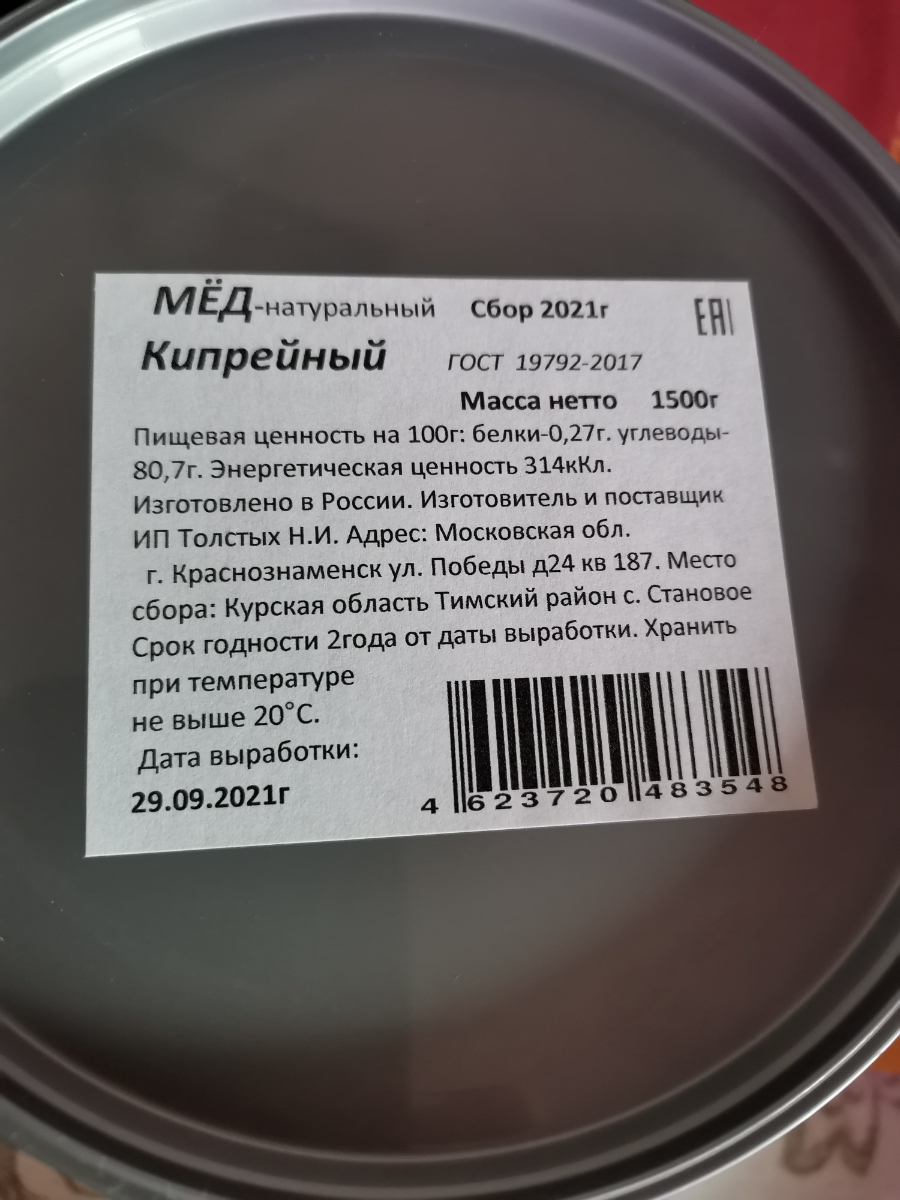 МЁД-натуральный Сбор 2021г EAC
Кипрейный ГОСТ 19792-2017
Масса нетто 1500г
Пищевая ценность на 100г: белки-0,27г. углеводы-
80,7г. Энергетическая ценность 314кКл.
Изготовлено в России. Изготовитель и поставщик
ИП Толстых Н.И. Адрес: Московская обл.
г. Краснознаменск ул. Победы д24 кв 187. Место
сбора: Курская область Тимский район с. Становое
Срок годности 2года от даты выработки. Хранить
при температуре
не выше 20°С.
Дата выработки:
29.09.2021г
4 623720 483548